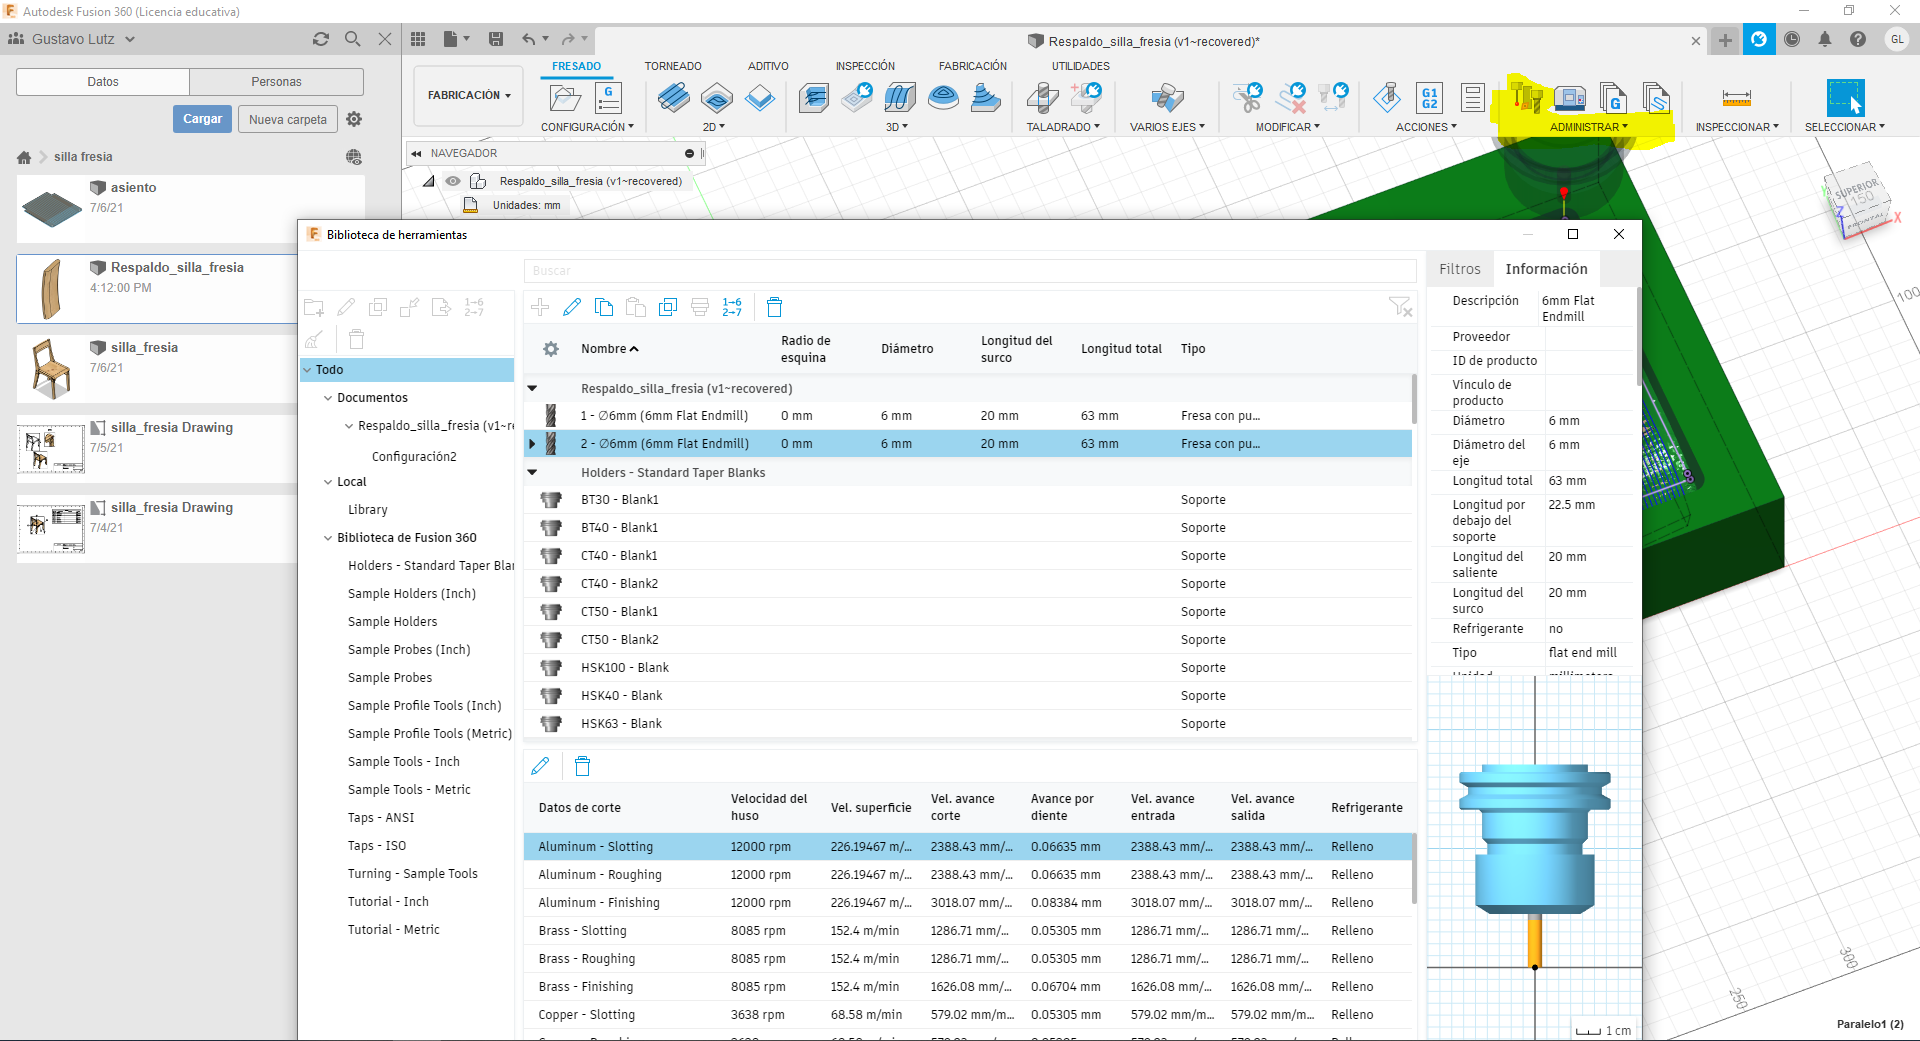 Autodesk Fusion 360 (Licencia educativa)
Gustavo Lutz
Respaldo_silla_fresia (v1~recovered)*
GL
Datos
Personas
Cargar
Nueva carpeta
silla fresia
asiento
7/6/21
Respaldo_silla_fresia
4:12:00 PM
silla_fresia
7/6/21
silla_fresia Drawing
7/5/21
silla_fresia Drawing
7/4/21
FABRICACIÓN
FRESADO
TORNEADO
ADITIVO
INSPECCIÓN
FABRICACIÓN
UTILIDADES
G
G1
G2
G
CONFIGURACIÓN
2D
3D
TALADRADO
VARIOS EJES
MODIFICAR
ACCIONES
ADMINISTRAR
INSPECCIONAR
SELECCIONAR
NAVEGADOR
Respaldo_silla_fresia (v1~recovered)
Unidades: mm
SUPERIOR
150
Z
X
100
300
250
Paralelo1 (2)
Biblioteca de herramientas
Buscar
1→6
2→7
1→6
2→7
Todo
Documentos
Respaldo_silla_fresia (v1~re
Configuración2
Local
Library
Biblioteca de Fusion 360
Holders - Standard Taper Blan
Sample Holders (Inch)
Sample Holders
Sample Probes (Inch)
Sample Probes
Sample Profile Tools (Inch)
Sample Profile Tools (Metric)
Sample Tools - Inch
Sample Tools - Metric
Taps - ANSI
Taps - ISO
Turning - Sample Tools
Tutorial - Inch
Tutorial - Metric
Nombre Radio de esquina Diámetro Longitud del surco Longitud total Tipo
Respaldo_silla_fresia (v1~recovered)
1 - ∅6mm (6mm Flat Endmill) 0 mm 6 mm 20 mm 63 mm Fresa con pu...
2 - ∅6mm (6mm Flat Endmill) 0 mm 6 mm 20 mm 63 mm Fresa con pu...
Holders - Standard Taper Blanks
BT30 - Blank1 Soporte
BT40 - Blank1 Soporte
CT40 - Blank1 Soporte
CT40 - Blank2 Soporte
CT50 - Blank1 Soporte
CT50 - Blank2 Soporte
HSK100 - Blank Soporte
HSK40 - Blank Soporte
HSK63 - Blank Soporte
Datos de corte Velocidad del huso Vel. superficie Vel. avance corte Avance por diente Vel. avance entrada Vel. avance salida Refrigerante
Aluminum - Slotting 12000 rpm 226.19467 m/... 2388.43 mm/... 0.06635 mm 2388.43 mm/... 2388.43 mm/... Relleno
Aluminum - Roughing 12000 rpm 226.19467 m/... 2388.43 mm/... 0.06635 mm 2388.43 mm/... 2388.43 mm/... Relleno
Aluminum - Finishing 12000 rpm 226.19467 m/... 3018.07 mm/... 0.08384 mm 3018.07 mm/... 3018.07 mm/... Relleno
Brass - Slotting 8085 rpm 152.4 m/min 1286.71 mm/... 0.05305 mm 1286.71 mm/... 1286.71 mm/... Relleno
Brass - Roughing 8085 rpm 152.4 m/min 1286.71 mm/... 0.05305 mm 1286.71 mm/... 1286.71 mm/... Relleno
Brass - Finishing 8085 rpm 152.4 m/min 1626.08 mm/... 0.06704 mm 1626.08 mm/... 1626.08 mm/... Relleno
Copper - Slotting 3638 rpm 68.58 m/min 579.02 mm/m... 0.05305 mm 579.02 mm/... 579.02 mm/... Relleno
Filtros
Información
Descripción 6mm Flat Endmill
Proveedor
ID de producto
Vínculo de producto
Diámetro 6 mm
Diámetro del eje 6 mm
Longitud total 63 mm
Longitud por debajo del soporte 22.5 mm
Longitud del saliente 20 mm
Longitud del surco 20 mm
Refrigerante no
Tipo flat end mill
1 cm